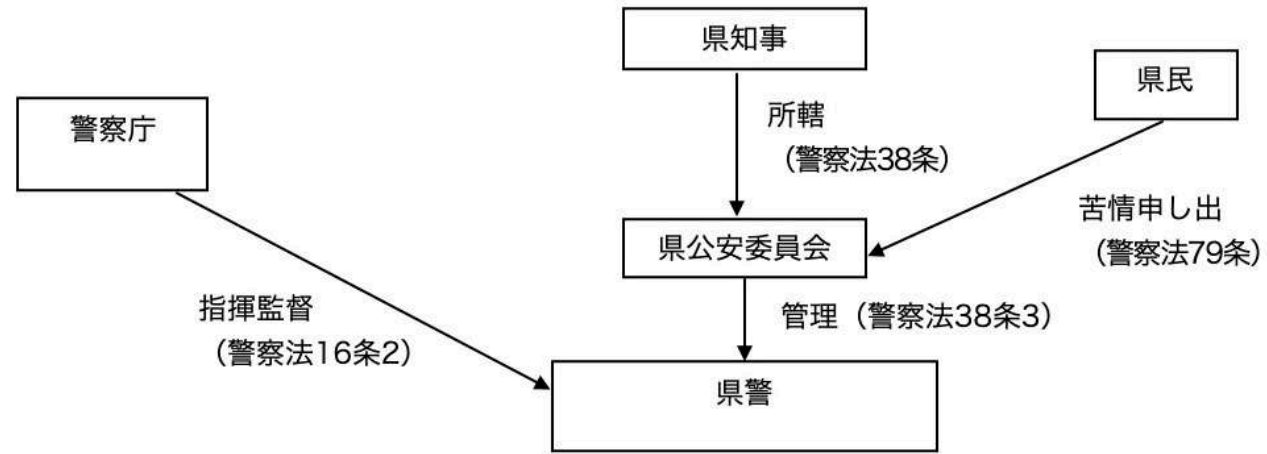 県知事
県民
警察庁
所轄
（警察法38条）
苦情申し出
（警察法79条）
県公安委員会
指揮監督
（警察法16条2）
管理（警察法38条3）
県警